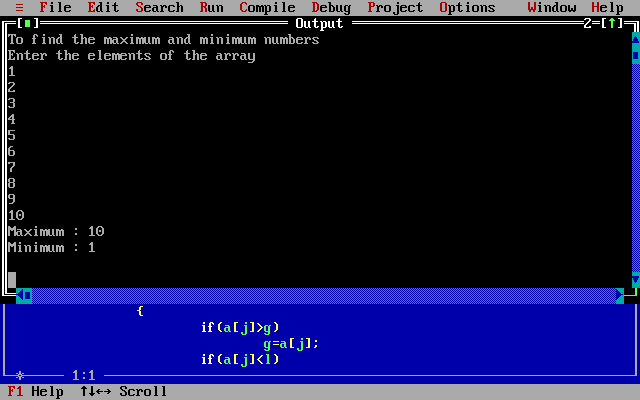 ≡ File Edit Search Run Compile Debug Project Options Window Help
[■] Output 2=[↑]
To find the maximum and minimum numbers
Enter the elements of the array
1
2
3
4
5
6
7
8
9
10
Maximum : 10
Minimum : 1
{
if(a[j]>g)
g=a[j];
if(a[j]<l)
1:1
F1 Help ↑↓←→ Scroll